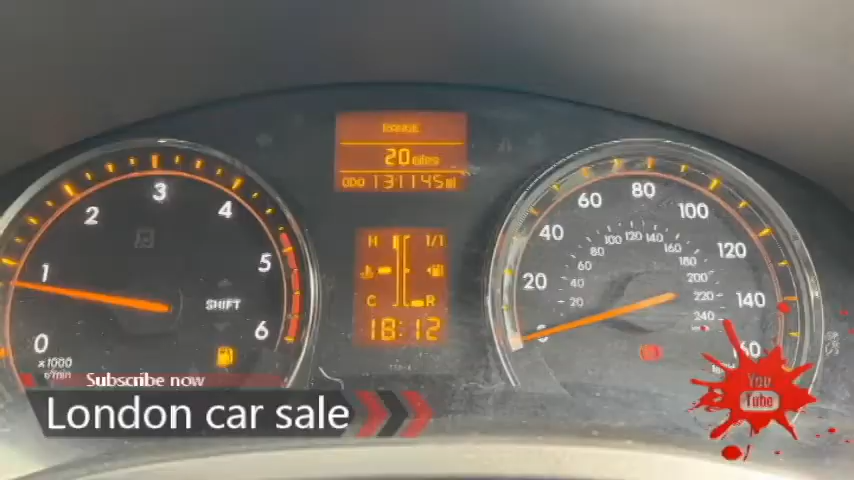 RANGE
20 miles
ODO 131145 mi
H 1/1
C R
18:12
0 1 2 3 4 5 6
x1000
r/min
SHIFT
0 20 40 60 80 100 120 140 160
20 40 60 80 100 120 140 160 180 200 220 240
Subscribe now
London car sale
You
Tube